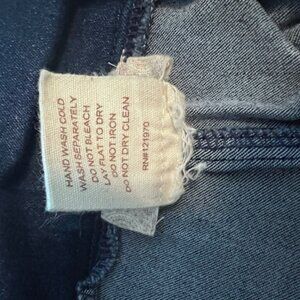 HAND WASH COLD
WASH SEPARATELY
DO NOT BLEACH
LAY FLAT TO DRY
DO NOT IRON
DO NOT DRY CLEAN
RN#121970